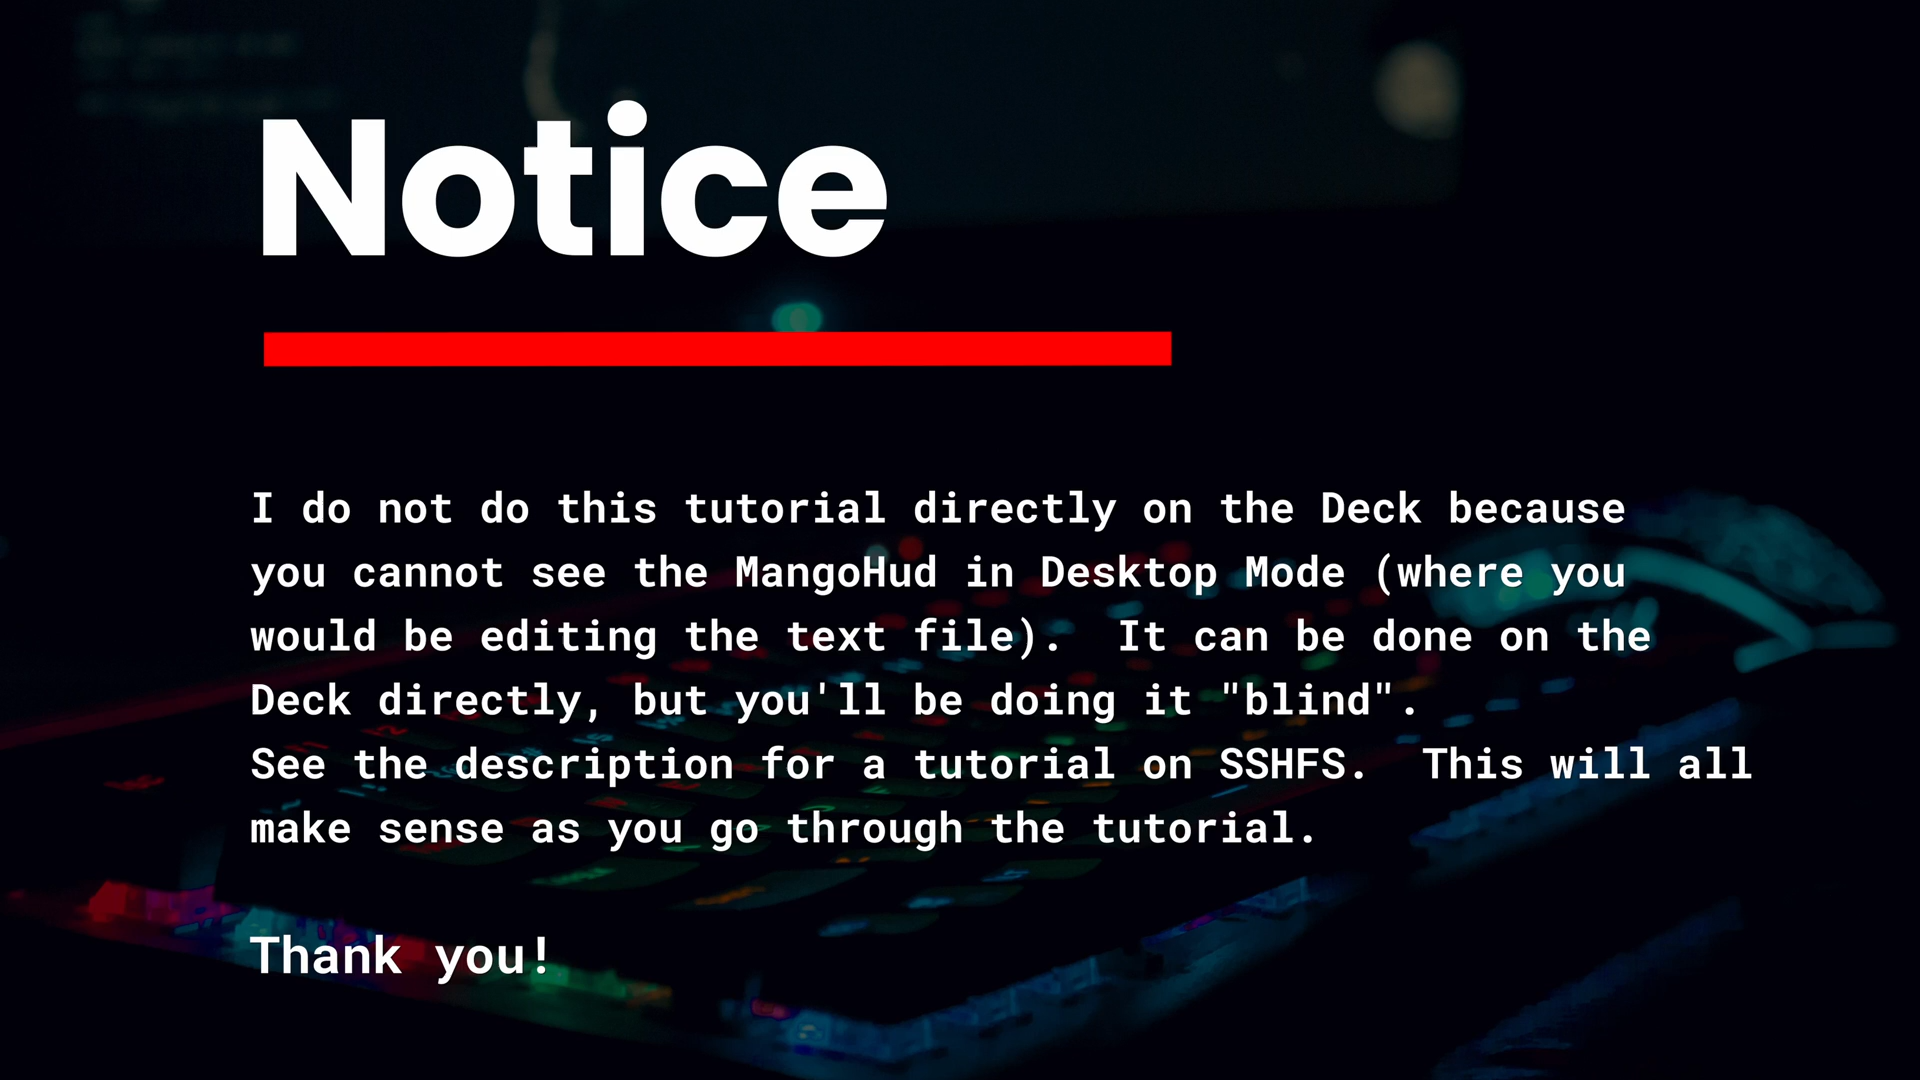 Notice
I do not do this tutorial directly on the Deck because
you cannot see the MangoHud in Desktop Mode (where you
would be editing the text file).  It can be done on the
Deck directly, but you'll be doing it "blind".
See the description for a tutorial on SSHFS.  This will all
make sense as you go through the tutorial.
Thank you!